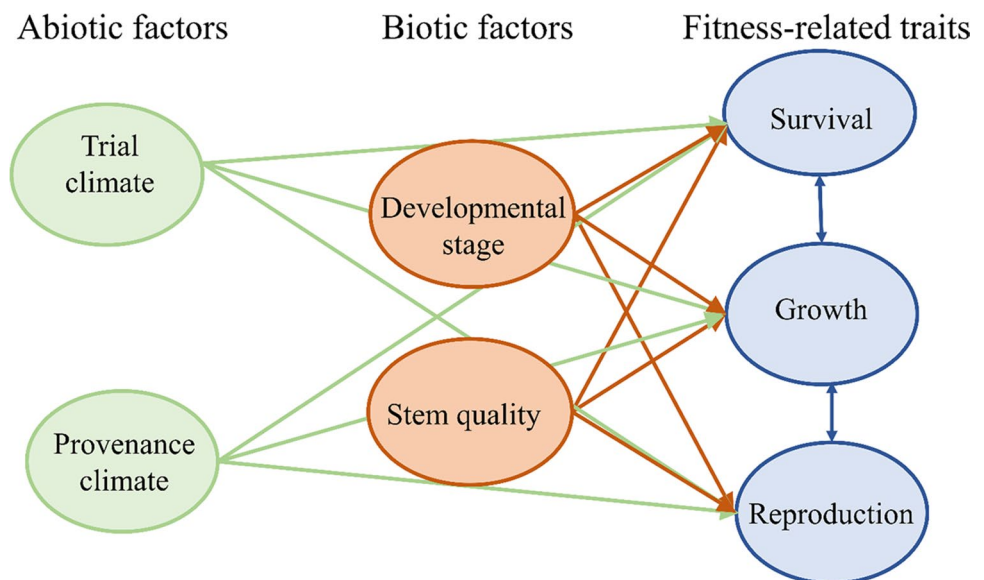 Abiotic factors
Biotic factors
Fitness-related traits
Trial
climate
Provenance
climate
Developmental
stage
Stem quality
Survival
Growth
Reproduction